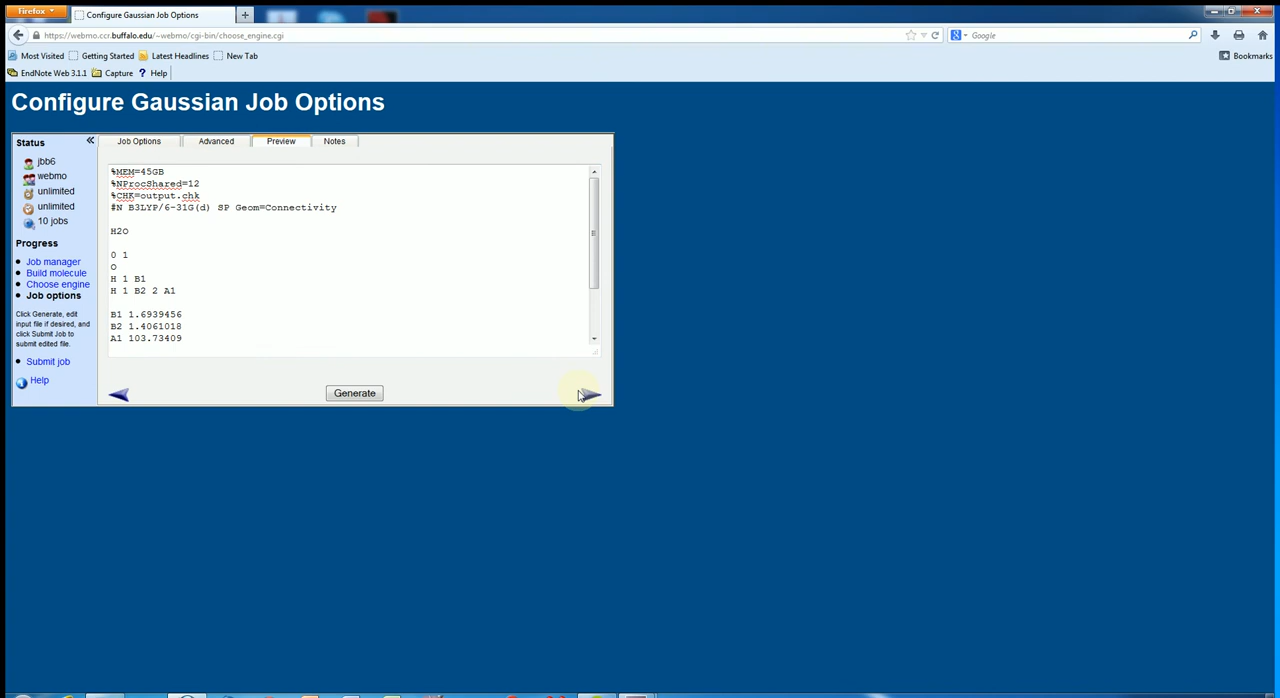 Firefox
Configure Gaussian Job Options
https://webmo.ccr.buffalo.edu/~webmo/cgi-bin/choose_engine.cgi
Google
Most Visited Getting Started Latest Headlines New Tab
Bookmarks
EndNote Web 3.1.1 Capture ? Help
Configure Gaussian Job Options
Status
jbb6
webmo
unlimited
unlimited
10 jobs
Progress
Job manager
Build molecule
Choose engine
Job options
Click Generate, edit
input file if desired, and
click Submit Job to
submit edited file.
Submit job
Help
Job Options Advanced Preview Notes
%MEM=45GB
%NProcShared=12
%CHK=output.chk
#N B3LYP/6-31G(d) SP Geom=Connectivity
H2O
0 1
O
H 1 B1
H 1 B2 2 A1
B1 1.6939456
B2 1.4061018
A1 103.73409
Generate